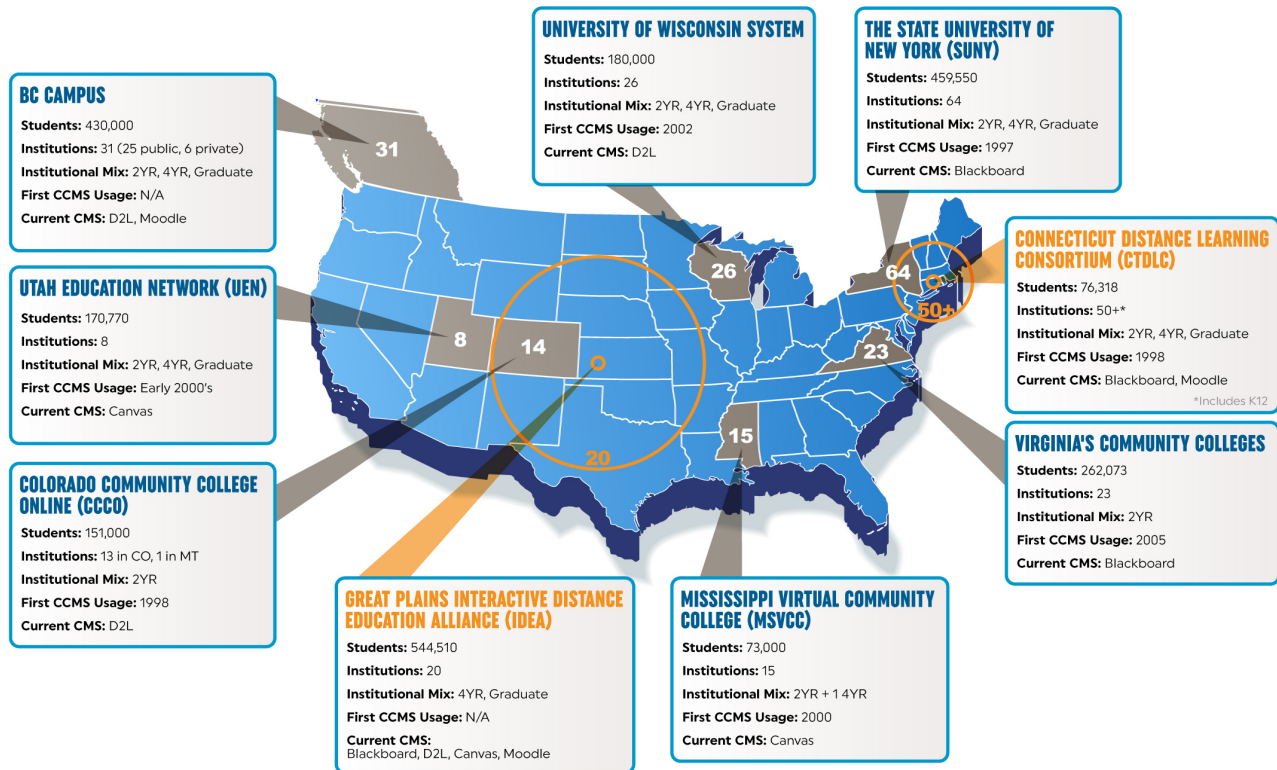 UNIVERSITY OF WISCONSIN SYSTEM
Students: 180,000
Institutions: 26
Institutional Mix: 2YR, 4YR, Graduate
First CCMS Usage: 2002
Current CMS: D2L
THE STATE UNIVERSITY OF
NEW YORK (SUNY)
Students: 459,550
Institutions: 64
Institutional Mix: 2YR, 4YR, Graduate
First CCMS Usage: 1997
Current CMS: Blackboard
BC CAMPUS
Students: 430,000
Institutions: 31 (25 public, 6 private)
Institutional Mix: 2YR, 4YR, Graduate
First CCMS Usage: N/A
Current CMS: D2L, Moodle
31
26
64
50+
8
14
23
15
20
CONNECTICUT DISTANCE LEARNING
CONSORTIUM (CTDLC)
Students: 76,318
Institutions: 50+*
Institutional Mix: 2YR, 4YR, Graduate
First CCMS Usage: 1998
Current CMS: Blackboard, Moodle
*Includes K12
UTAH EDUCATION NETWORK (UEN)
Students: 170,770
Institutions: 8
Institutional Mix: 2YR, 4YR, Graduate
First CCMS Usage: Early 2000's
Current CMS: Canvas
VIRGINIA'S COMMUNITY COLLEGES
Students: 262,073
Institutions: 23
Institutional Mix: 2YR
First CCMS Usage: 2005
Current CMS: Blackboard
COLORADO COMMUNITY COLLEGE
ONLINE (CCCO)
Students: 151,000
Institutions: 13 in CO, 1 in MT
Institutional Mix: 2YR
First CCMS Usage: 1998
Current CMS: D2L
GREAT PLAINS INTERACTIVE DISTANCE
EDUCATION ALLIANCE (IDEA)
Students: 544,510
Institutions: 20
Institutional Mix: 4YR, Graduate
First CCMS Usage: N/A
Current CMS:
Blackboard, D2L, Canvas, Moodle
MISSISSIPPI VIRTUAL COMMUNITY
COLLEGE (MSVCC)
Students: 73,000
Institutions: 15
Institutional Mix: 2YR + 1 4YR
First CCMS Usage: 2000
Current CMS: Canvas